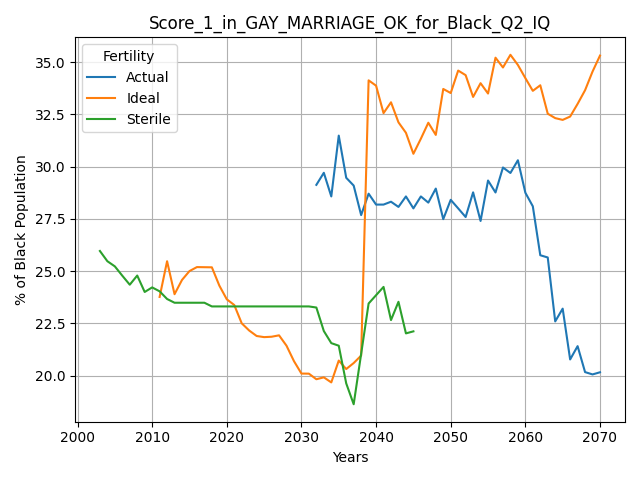 Score_1_in_GAY_MARRIAGE_OK_for_Black_Q2_IQ
Fertility
Actual
Ideal
Sterile
% of Black Population
35.0
32.5
30.0
27.5
25.0
22.5
20.0
2000 2010 2020 2030 2040 2050 2060 2070
Years